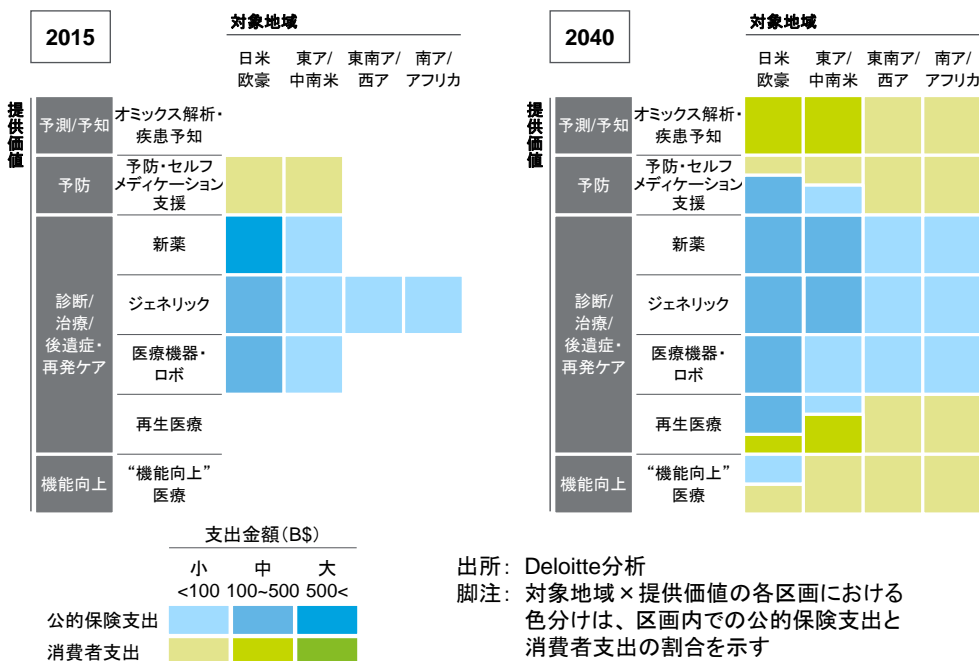 2015
対象地域
日米
欧豪
東ア/
中南米
東南ア/
西ア
南ア/
アフリカ
提供価値
予測/予知
オミックス解析・
疾患予知
予防
予防・セルフ
メディケーション
支援
診断/
治療/
後遺症・
再発ケア
新薬
ジェネリック
医療機器・
ロボ
再生医療
機能向上
“機能向上”
医療
2040
対象地域
日米
欧豪
東ア/
中南米
東南ア/
西ア
南ア/
アフリカ
提供価値
予測/予知
オミックス解析・
疾患予知
予防
予防・セルフ
メディケーション
支援
診断/
治療/
後遺症・
再発ケア
新薬
ジェネリック
医療機器・
ロボ
再生医療
機能向上
“機能向上”
医療
支出金額(B$)
小 中 大
<100 100~500 500<
公的保険支出
消費者支出
出所: Deloitte分析
脚注: 対象地域×提供価値の各区画における
色分けは、区画内での公的保険支出と
消費者支出の割合を示す